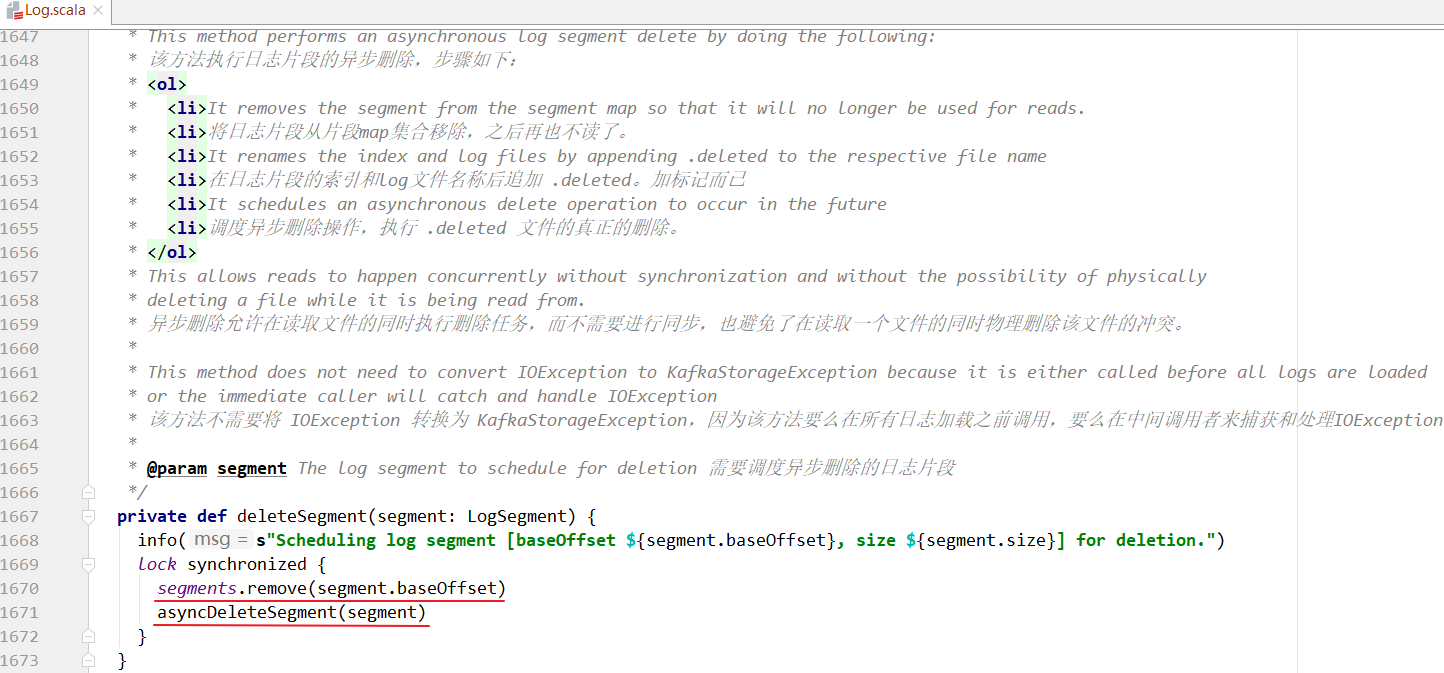 Log.scala
1647 * This method performs an asynchronous log segment delete by doing the following:
1648 * 该方法执行日志片段的异步删除，步骤如下：
1649 * <ol>
1650 *   <li>It removes the segment from the segment map so that it will no longer be used for reads.
1651 *   <li>将日志片段从片段map集合移除，之后再也不读了。
1652 *   <li>It renames the index and log files by appending .deleted to the respective file name
1653 *   <li>在日志片段的索引和log文件名称后追加 .deleted。加标记而已
1654 *   <li>It schedules an asynchronous delete operation to occur in the future
1655 *   <li>调度异步删除操作，执行 .deleted 文件的真正的删除。
1656 * </ol>
1657 * This allows reads to happen concurrently without synchronization and without the possibility of physically
1658 * deleting a file while it is being read from.
1659 * 异步删除允许在读取文件的同时执行删除任务，而不需要进行同步，也避免了在读取一个文件的同时物理删除该文件的冲突。
1660 *
1661 * This method does not need to convert IOException to KafkaStorageException because it is either called before all logs are loaded
1662 * or the immediate caller will catch and handle IOException
1663 * 该方法不需要将 IOException 转换为 KafkaStorageException，因为该方法要么在所有日志加载之前调用，要么在中间调用者来捕获和处理IOException
1664 *
1665 * @param segment The log segment to schedule for deletion 需要调度异步删除的日志片段
1666 */
1667 private def deleteSegment(segment: LogSegment) {
1668 info( msg = s"Scheduling log segment [baseOffset ${segment.baseOffset}, size ${segment.size}] for deletion.")
1669 lock synchronized {
1670 segments.remove(segment.baseOffset)
1671 asyncDeleteSegment(segment)
1672 }
1673 }